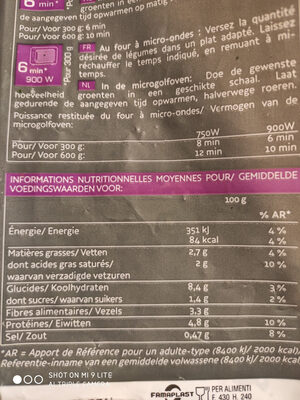 6 min*
groenten in een
de aangegeven tijd opwarmen op matig
Pour/Voor 300 g: 6 min
Pour/Voor 600 g: 10 min
6 min*
900 W
Pour 300 g
FR Au four à micro-ondes : Versez la quantité
désirée de légumes dans un plat adapté. Laissez
réchauffer le temps indiqué, en remuant à mi-
temps.
NL In de microgolfoven: Doe de gewenste
hoeveelheid groenten in een geschikte schaal. Laat
gedurende de aangegeven tijd opwarmen, halverwege roeren.
Puissance restituée du four à micro-ondes/ Vermogen van de
microgolfoven:
750W 900W
Pour/ Voor 300 g: 8 min 6 min
Pour/ Voor 600 g: 12 min 10 min
INFORMATIONS NUTRITIONNELLES MOYENNES POUR/ GEMIDDELDE
VOEDINGSWAARDEN VOOR:
100 g
% AR*
Énergie/ Energie 351 kJ 4 %
84 kcal 4 %
Matières grasses/ Vetten 2,7 g 4 %
dont acides gras saturés/ 2 g 10 %
waarvan verzadigde vetzuren
Glucides/ Koolhydraten 8,4 g 3 %
dont sucres/ waarvan suikers 1,4 g 2 %
Fibres alimentaires/ Vezels 3,3 g
Protéines/ Eiwitten 4,8 g 10 %
Sel/ Zout 0,47 g 8 %
*AR = Apport de Référence pour un adulte-type (8400 kJ/ 2000 kcal)
Referentie-inname van een gemiddelde volwassene (8400 kJ/ 2000 kcal).
SHOT ON MI 9 LITE
AI TRIPLE CAMERA
FAMAPLAST
PER ALIMENTI
F. 430 H. 240